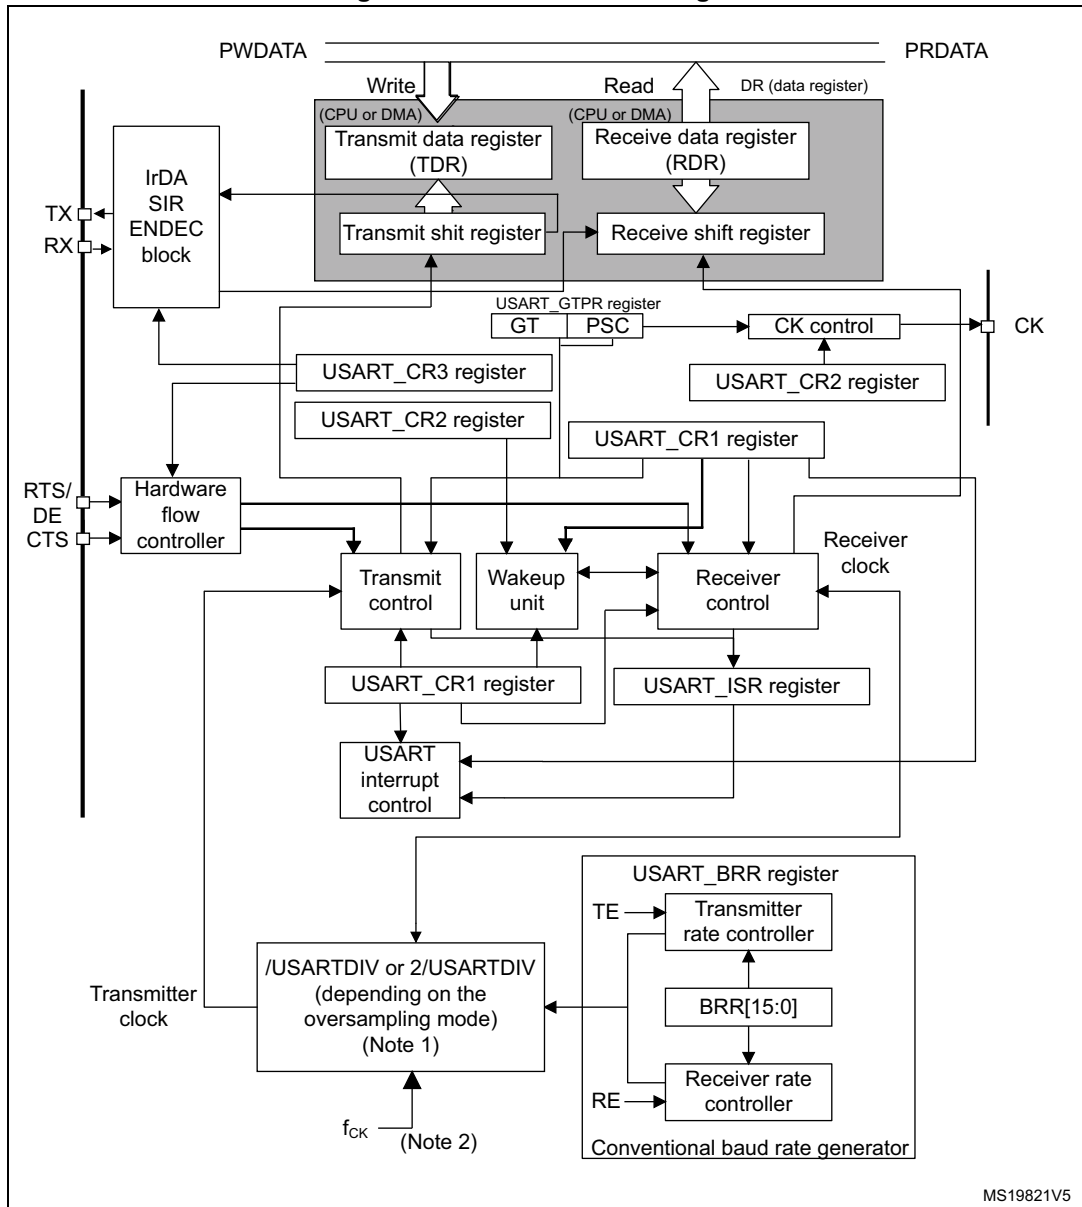 PWDATA
PRDATA
Write
Read
DR (data register)
(CPU or DMA)
(CPU or DMA)
Transmit data register
(TDR)
Receive data register
(RDR)
IrDA
SIR
ENDEC
block
TX
RX
Transmit shit register
Receive shift register
USART_GTPR register
GT
PSC
CK control
CK
USART_CR3 register
USART_CR2 register
USART_CR2 register
USART_CR1 register
RTS/
DE
CTS
Hardware
flow
controller
Receiver
clock
Transmit
control
Wakeup
unit
Receiver
control
USART_CR1 register
USART_ISR register
USART
interrupt
control
USART_BRR register
TE
Transmitter
rate controller
/USARTDIV or 2/USARTDIV
(depending on the
oversampling mode)
(Note 1)
Transmitter
clock
BRR[15:0]
Receiver rate
controller
RE
fCK
(Note 2)
Conventional baud rate generator
MS19821V5